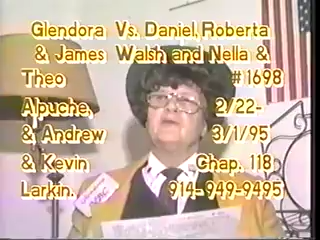 Glendora Vs. Daniel, Roberta
& James Walsh and Nella &
Theo #1698
Apuche, 2/22-
& Andrew 3/1/95
& Kevin Chap. 118
Larkin. 914-949-9495